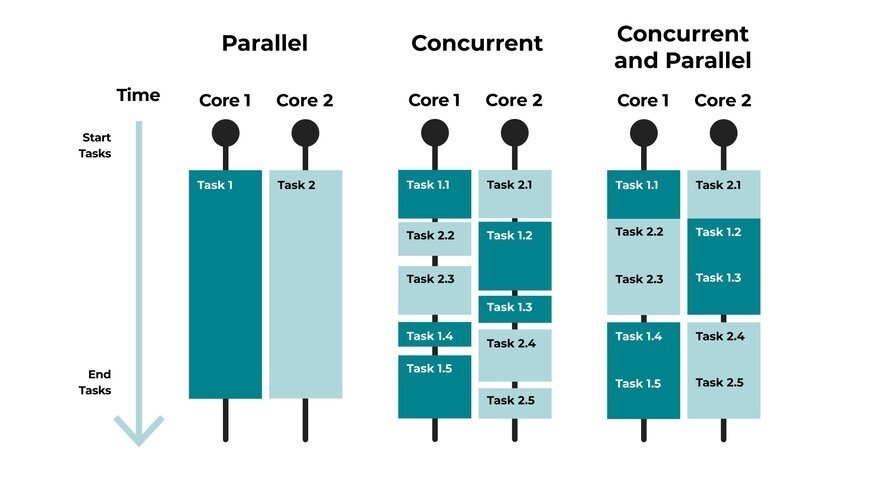 Parallel
Concurrent
Concurrent
and Parallel
Time
Core 1
Core 2
Core 1
Core 2
Core 1
Core 2
Start
Tasks
End
Tasks
Task 1
Task 2
Task 1.1
Task 2.2
Task 2.3
Task 1.4
Task 1.5
Task 2.1
Task 1.2
Task 1.3
Task 2.4
Task 2.5
Task 1.1
Task 2.2
Task 2.3
Task 1.4
Task 1.5
Task 2.1
Task 1.2
Task 1.3
Task 2.4
Task 2.5